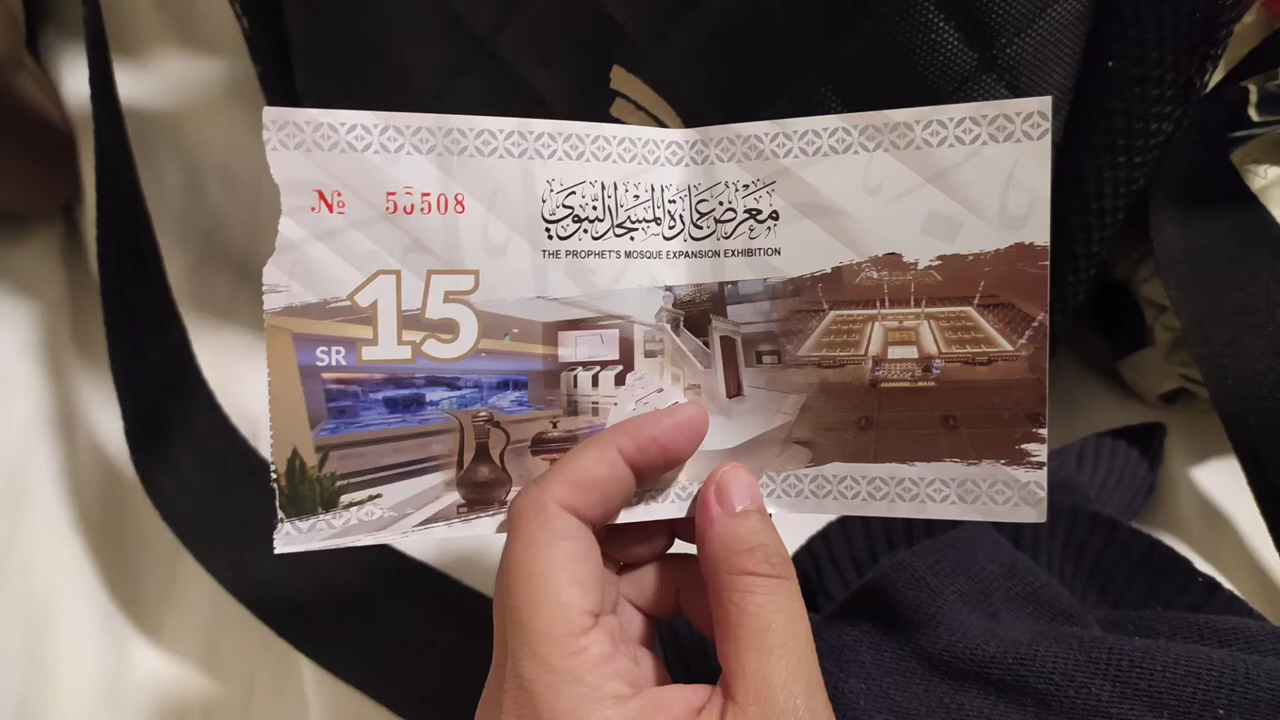 № 50508
معرض عمارة المسجد النبوي
THE PROPHET'S MOSQUE EXPANSION EXHIBITION
SR 15